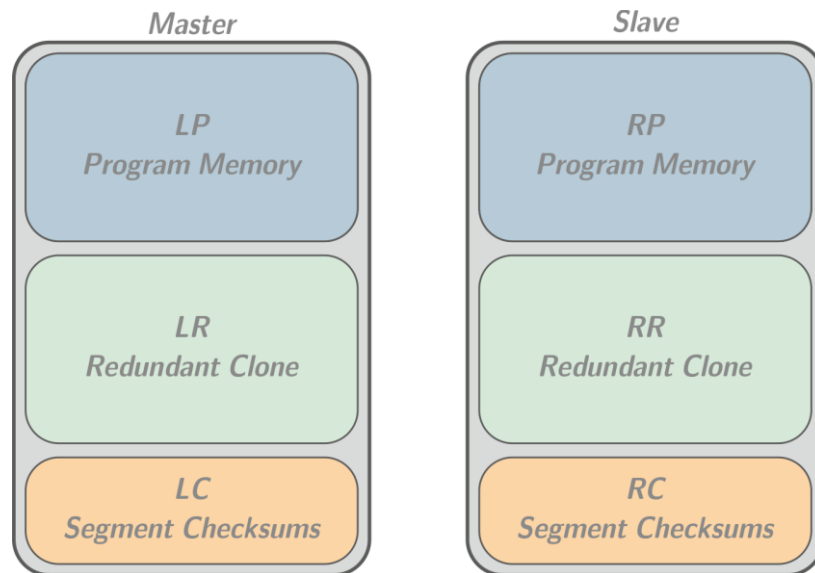 Master
LP
Program Memory
LR
Redundant Clone
LC
Segment Checksums
Slave
RP
Program Memory
RR
Redundant Clone
RC
Segment Checksums